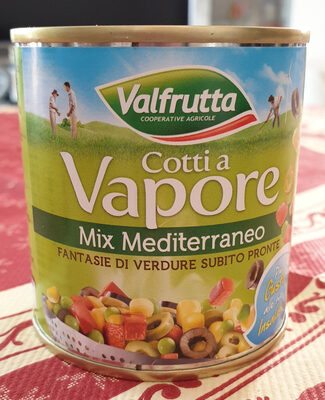 Valfrutta
COOPERATIVE AGRICOLE
Cotti a
Vapore
Mix Mediterraneo
FANTASIE DI VERDURE SUBITO PRONTE